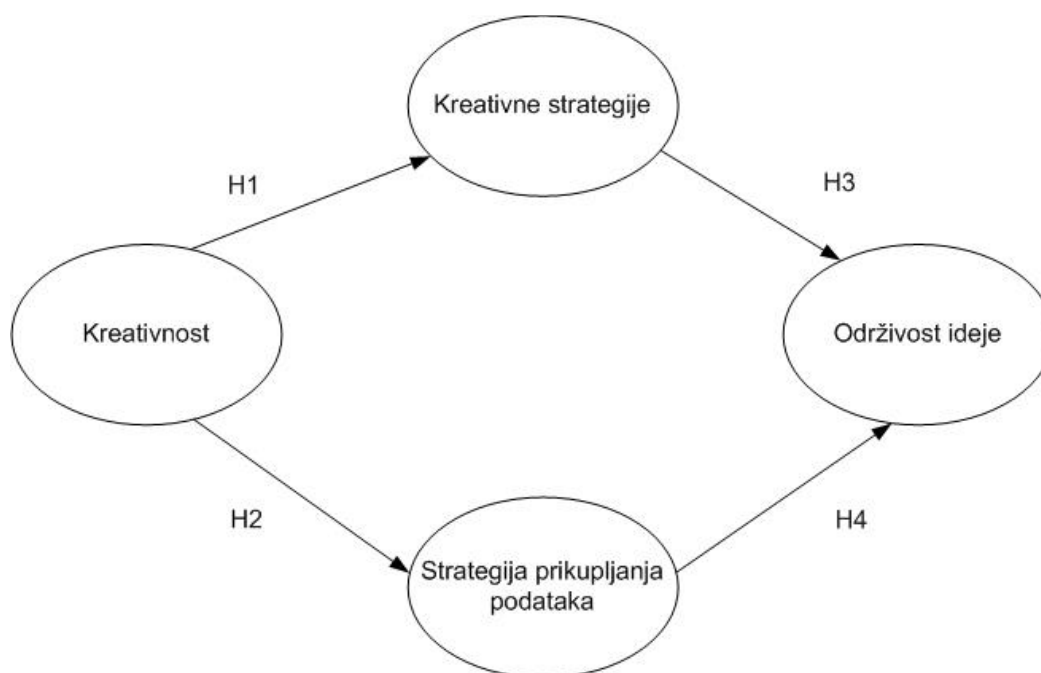 Kreativne strategije
H1
H3
Kreativnost
Održivost ideje
H2
H4
Strategija prikupljanja
podataka